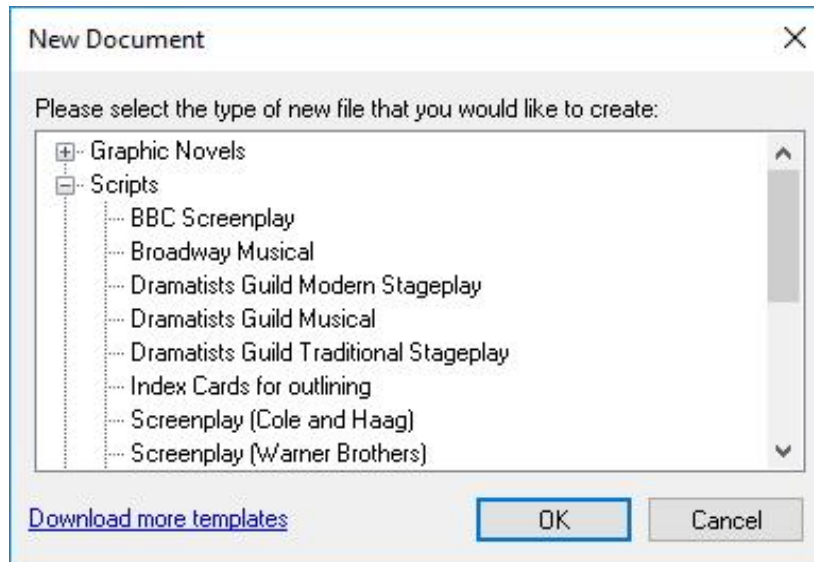 New Document
Please select the type of new file that you would like to create:
Graphic Novels
Scripts
BBC Screenplay
Broadway Musical
Dramatists Guild Modern Stageplay
Dramatists Guild Musical
Dramatists Guild Traditional Stageplay
Index Cards for outlining
Screenplay (Cole and Haag)
Screenplay (Warner Brothers)
Download more templates
OK
Cancel